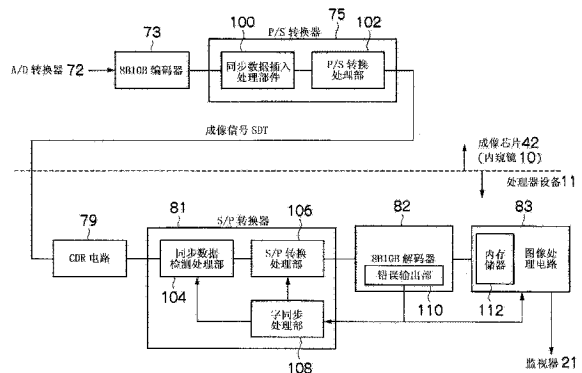 P/S 转换器
75
73
100
102
A/D 转换器
72
8B10B 编码器
同步数据插入
处理部件
P/S 转换
处理部
成像信号 SDT
成像芯片 42
(内窥镜 10)
处理器设备 11
S/P 转换器
81
79
106
82
83
CDR 电路
同步数据
检测处理部
104
S/P 转换
处理部
字同步
处理部
108
8B10B 解码器
错误输出部
110
内存
储器
112
图像处
理电路
监视器 21